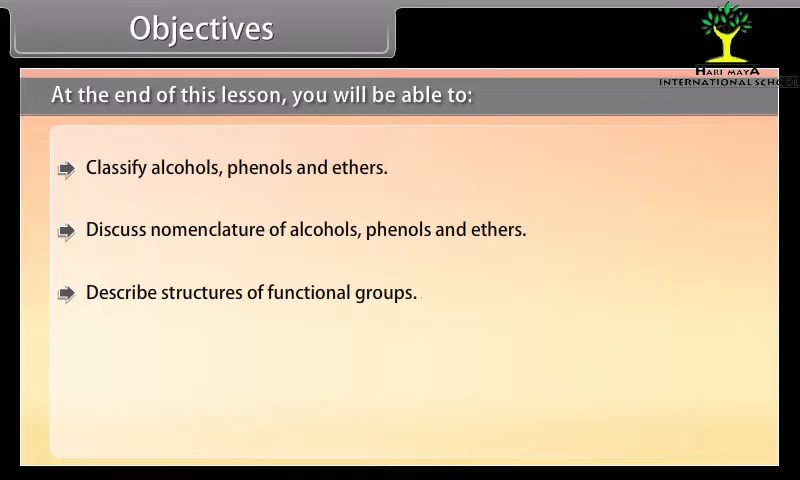 Objectives
HARI MAYA
INTERNATIONAL SCHOOL
At the end of this lesson, you will be able to:
Classify alcohols, phenols and ethers.
Discuss nomenclature of alcohols, phenols and ethers.
Describe structures of functional groups.